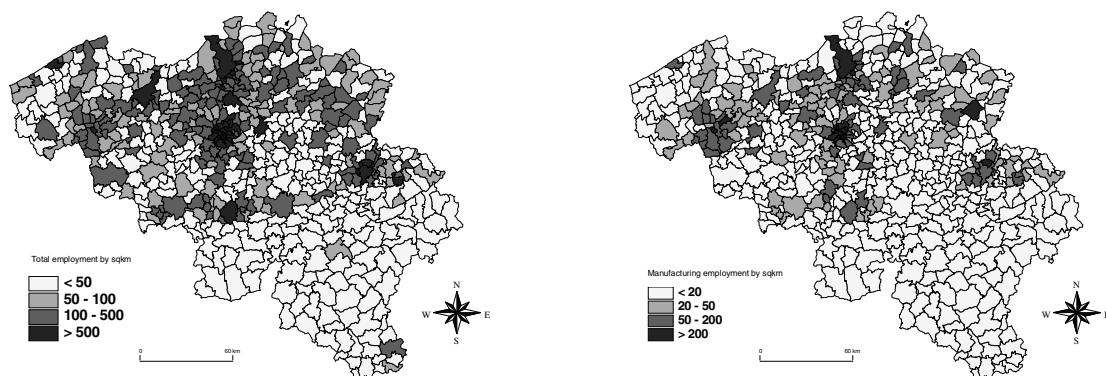 Total employment by sqkm
< 50
50 - 100
100 - 500
> 500
0 60 km
N
W E
S
Manufacturing employment by sqkm
< 20
20 - 50
50 - 200
> 200
0 60 km
N
W E
S